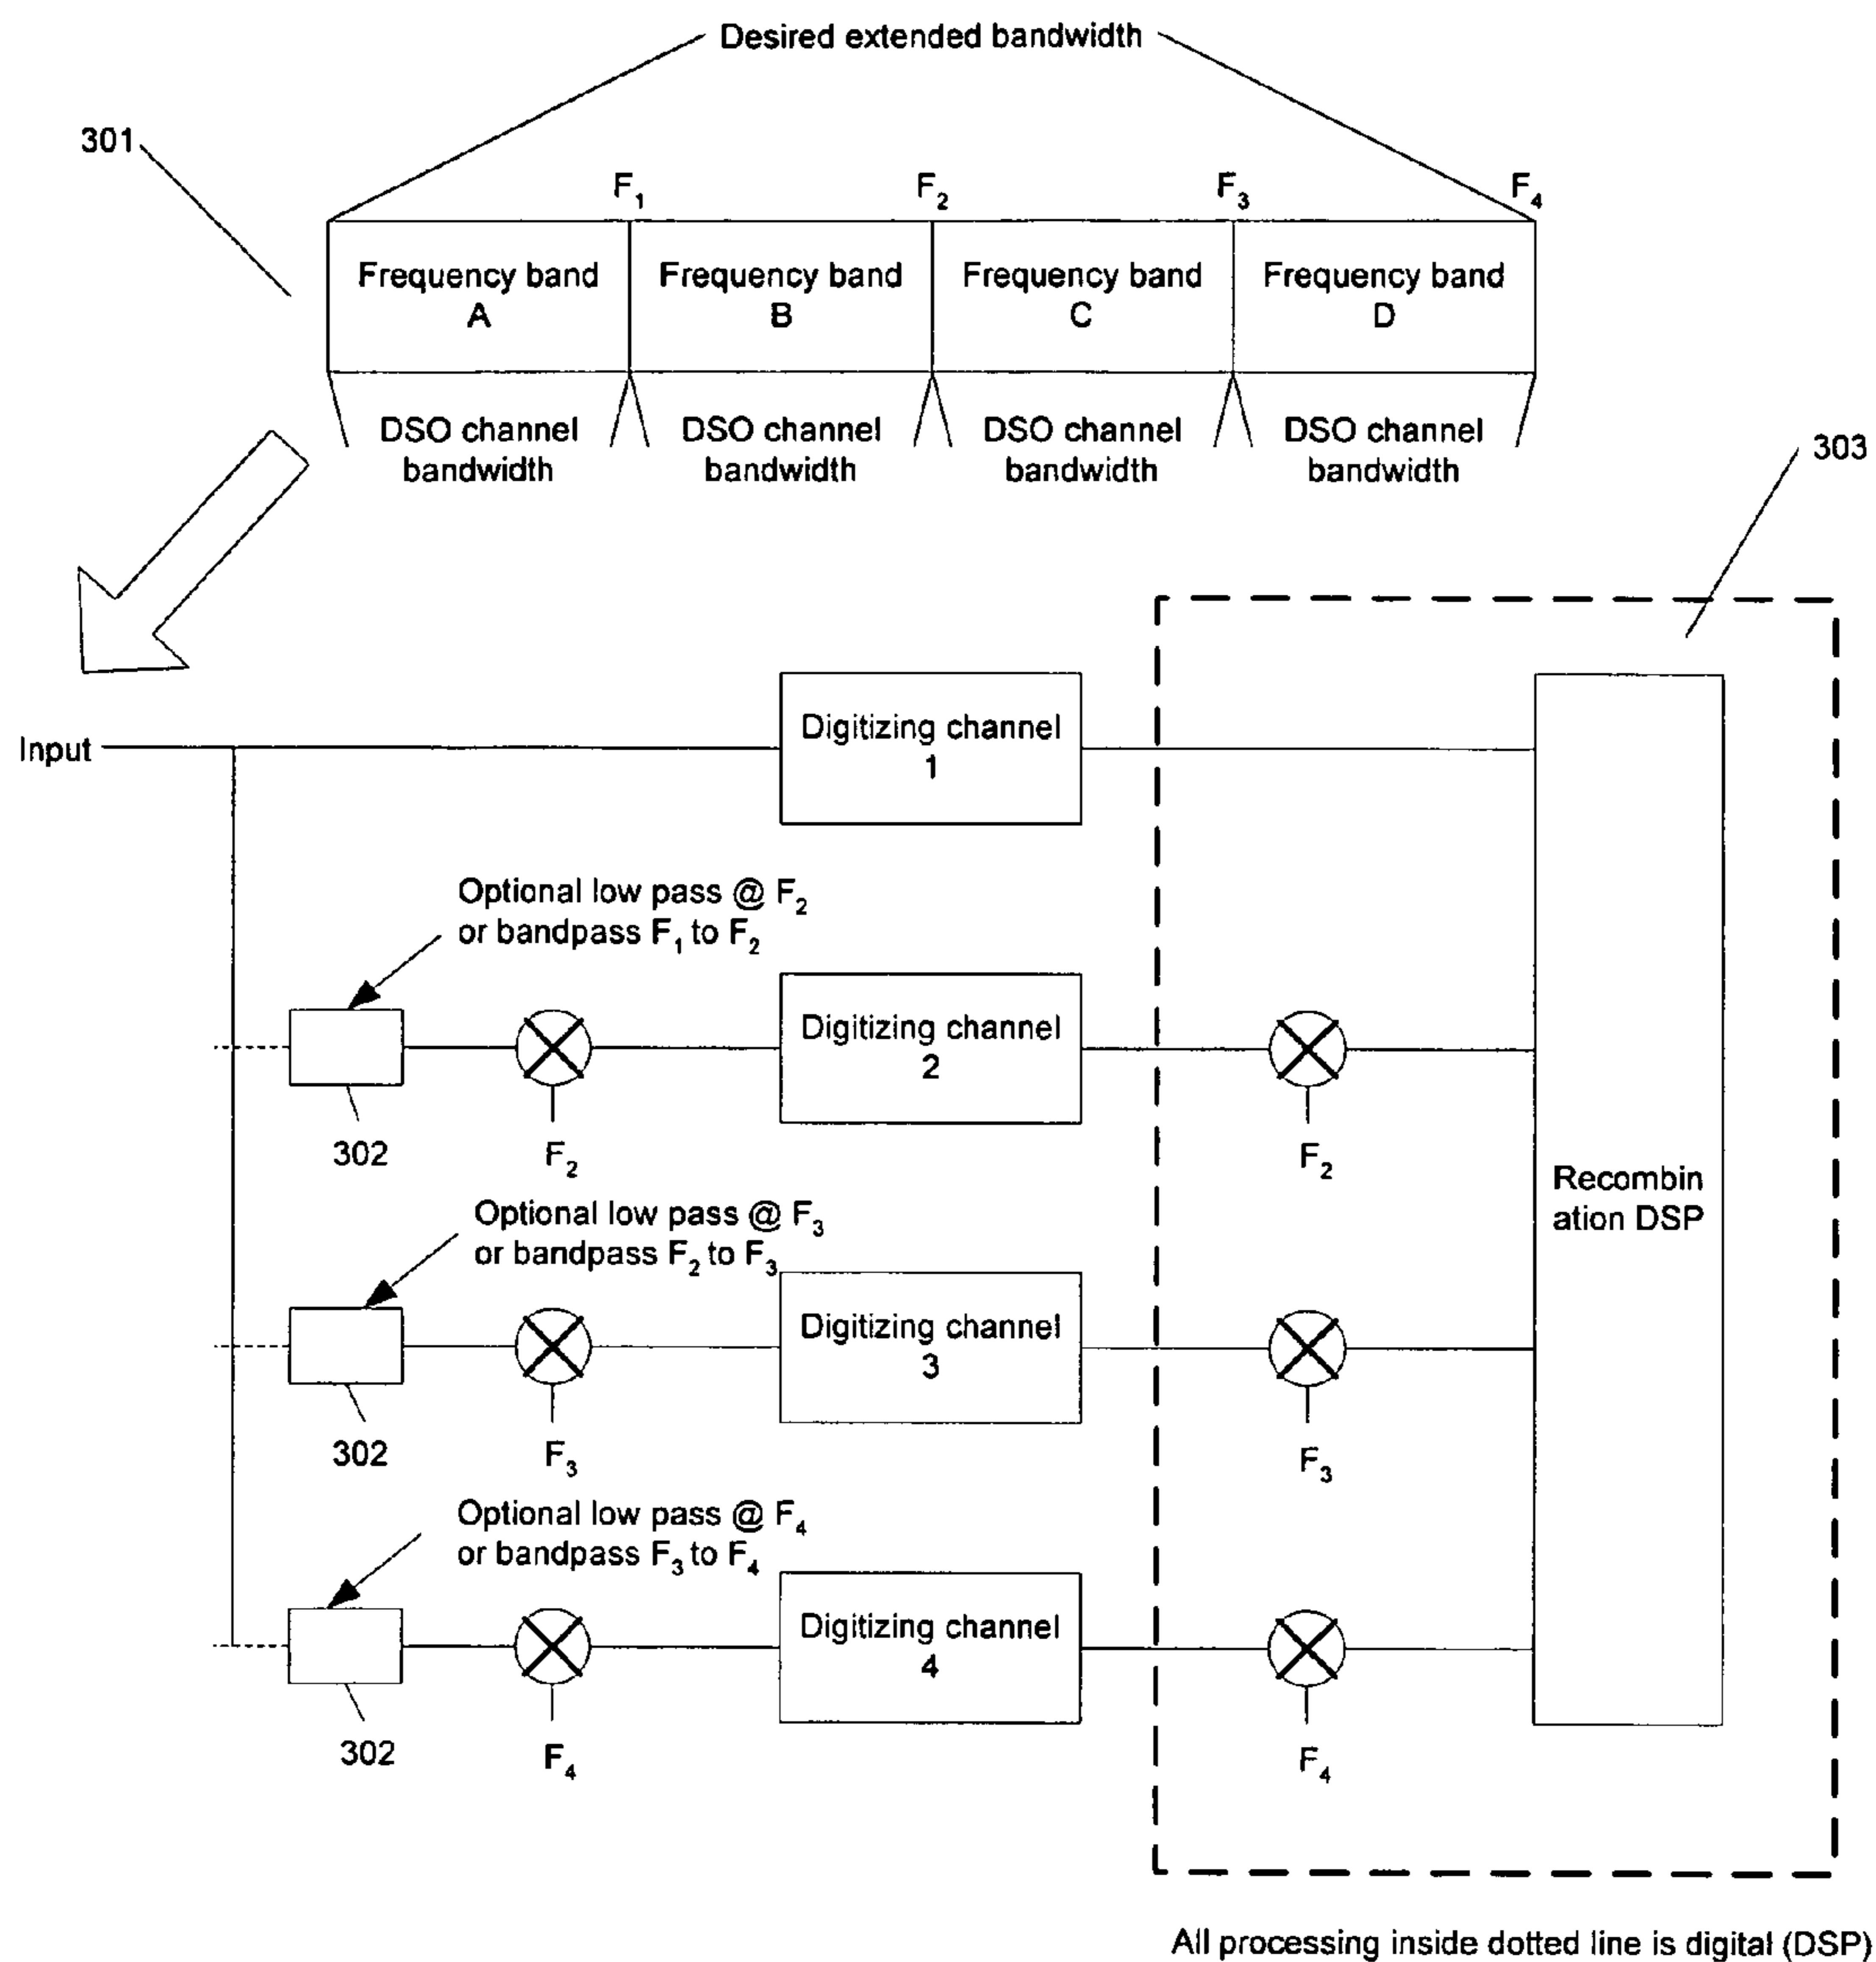 Desired extended bandwidth
301
F₁ F₂ F₃ F₄
Frequency band
A
Frequency band
B
Frequency band
C
Frequency band
D
DSO channel
bandwidth
DSO channel
bandwidth
DSO channel
bandwidth
DSO channel
bandwidth
303
Input
Digitizing channel
1
Optional low pass @ F₂
or bandpass F₁ to F₂
Digitizing channel
2
302
F₂
F₂
Recombin
ation DSP
Optional low pass @ F₃
or bandpass F₂ to F₃
Digitizing channel
3
302
F₃
F₃
Optional low pass @ F₄
or bandpass F₃ to F₄
Digitizing channel
4
302
F₄
F₄
All processing inside dotted line is digital (DSP)